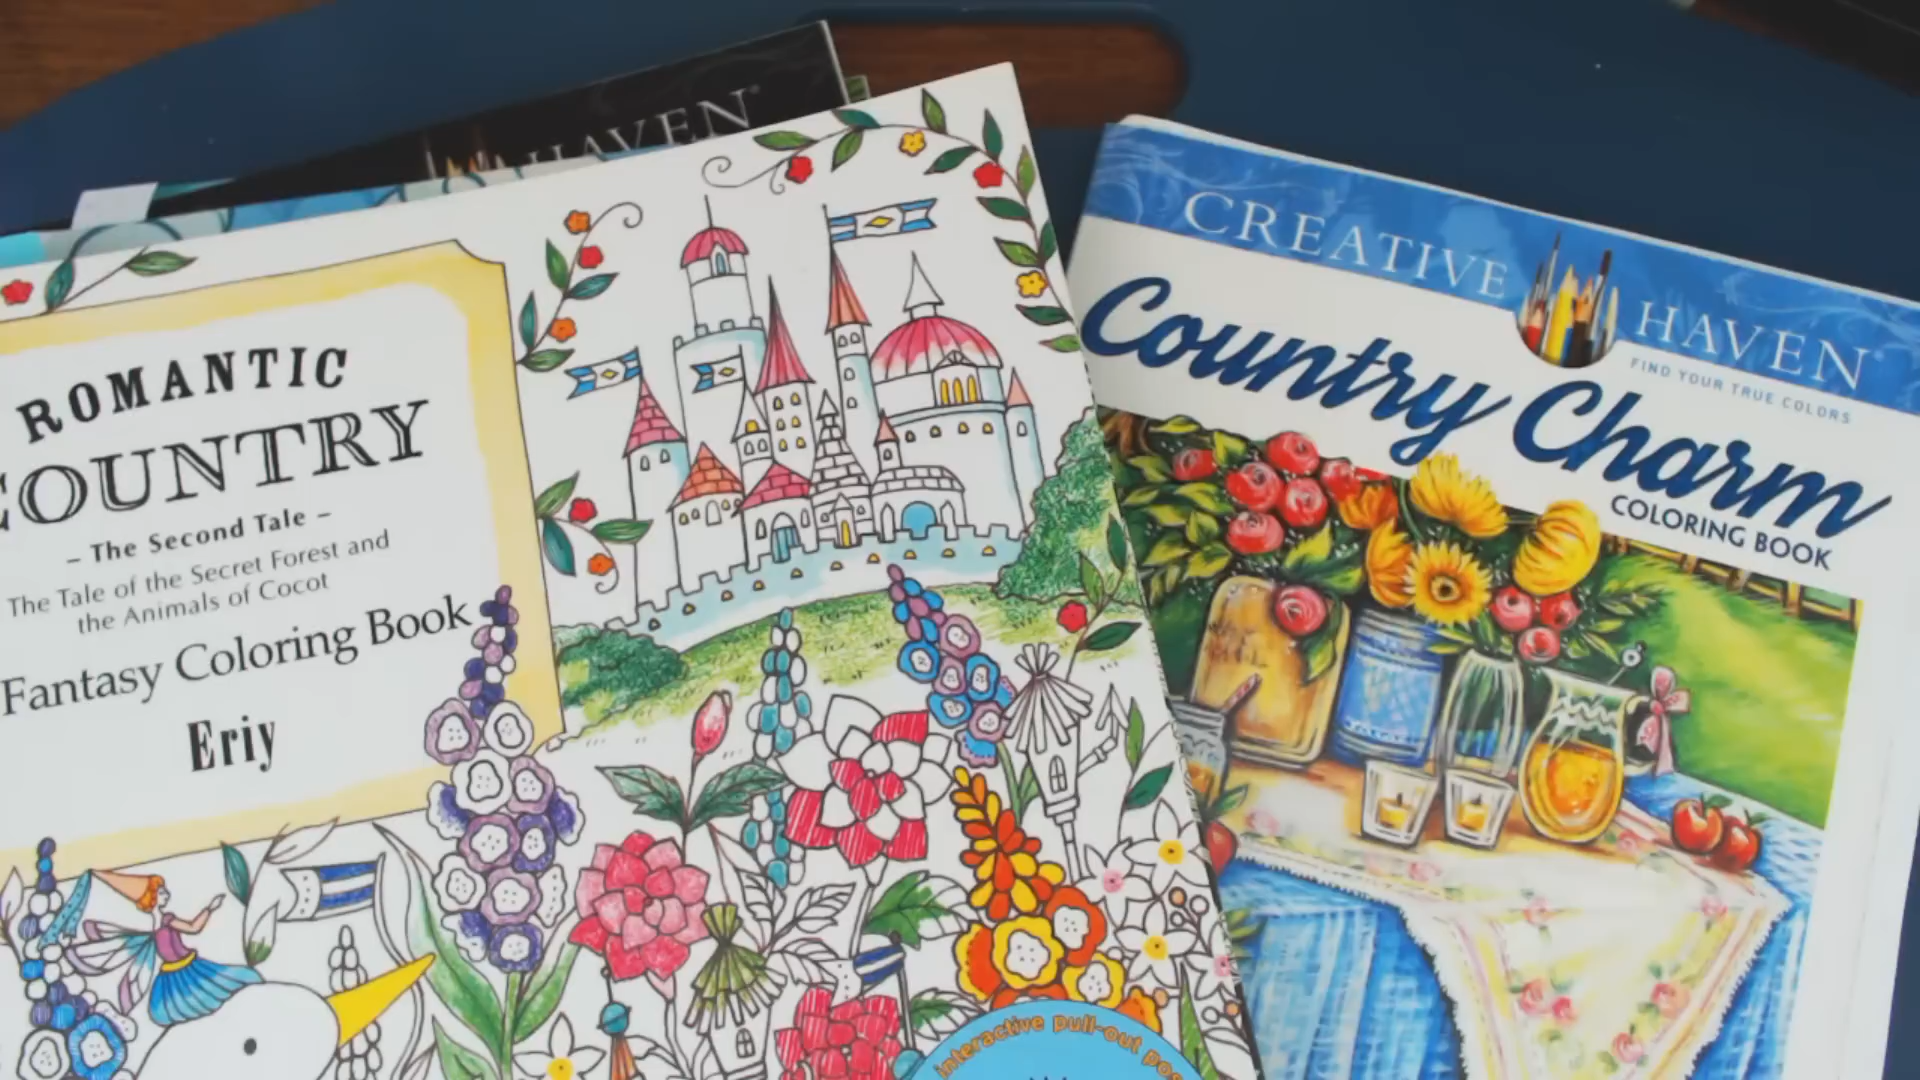 HAVEN
ROMANTIC
COUNTRY
– The Second Tale –
The Tale of the Secret Forest and
the Animals of Cocot
Fantasy Coloring Book
Eriy
interactive pull-out
CREATIVE HAVEN
FIND YOUR TRUE COLORS
Country Charm
COLORING BOOK